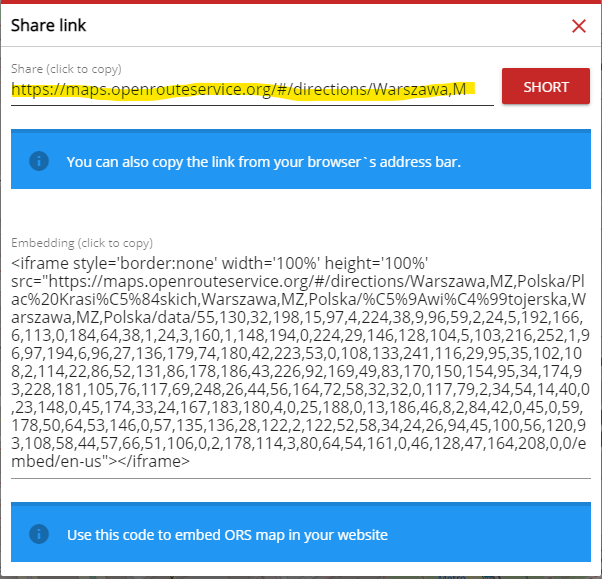 Share link
Share (click to copy)
https://maps.openrouteservice.org/#/directions/Warszawa,M
SHORT
You can also copy the link from your browser`s address bar.
Embedding (click to copy)
<iframe style='border:none' width='100%' height='100%'
src="https://maps.openrouteservice.org/#/directions/Warszawa,MZ,Polska/Pl
ac%20Krasi%C5%84skich,Warszawa,MZ,Polska/%C5%9Awi%C4%99tojerska,W
arszawa,MZ,Polska/data/55,130,32,198,15,97,4,224,38,9,96,59,2,24,5,192,166,
6,113,0,184,64,38,1,24,3,160,1,148,194,0,224,29,146,128,104,5,103,216,252,1,9
6,97,194,6,96,27,136,179,74,180,42,223,53,0,108,133,241,116,29,95,35,102,10
8,2,114,22,86,52,131,86,178,186,43,226,92,169,49,83,170,150,154,95,34,174,9
3,228,181,105,76,117,69,248,26,44,56,164,72,58,32,32,0,117,79,2,34,54,14,40,0
,23,148,0,45,174,33,24,167,183,180,4,0,25,188,0,13,186,46,8,2,84,42,0,45,0,59,
178,50,64,53,146,0,57,135,136,28,122,2,122,52,58,34,24,26,94,45,100,56,120,9
3,108,58,44,57,66,51,106,0,2,178,114,3,80,64,54,161,0,46,128,47,164,208,0,0/e
mbed/en-us"></iframe>
Use this code to embed ORS map in your website